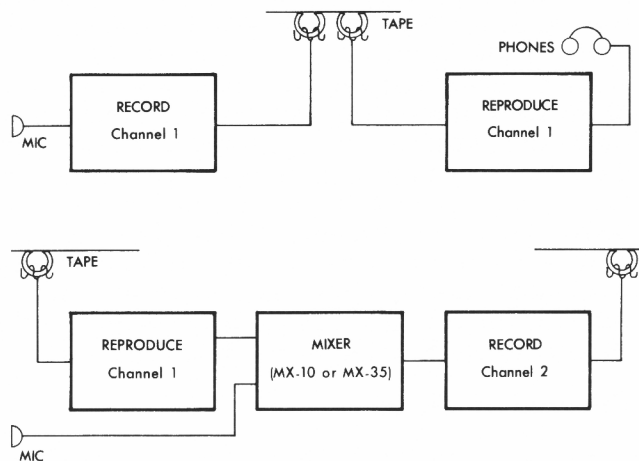 TAPE
PHONES
RECORD
Channel 1
REPRODUCE
Channel 1
MIC
TAPE
REPRODUCE
Channel 1
MIXER
(MX-10 or MX-35)
RECORD
Channel 2
MIC